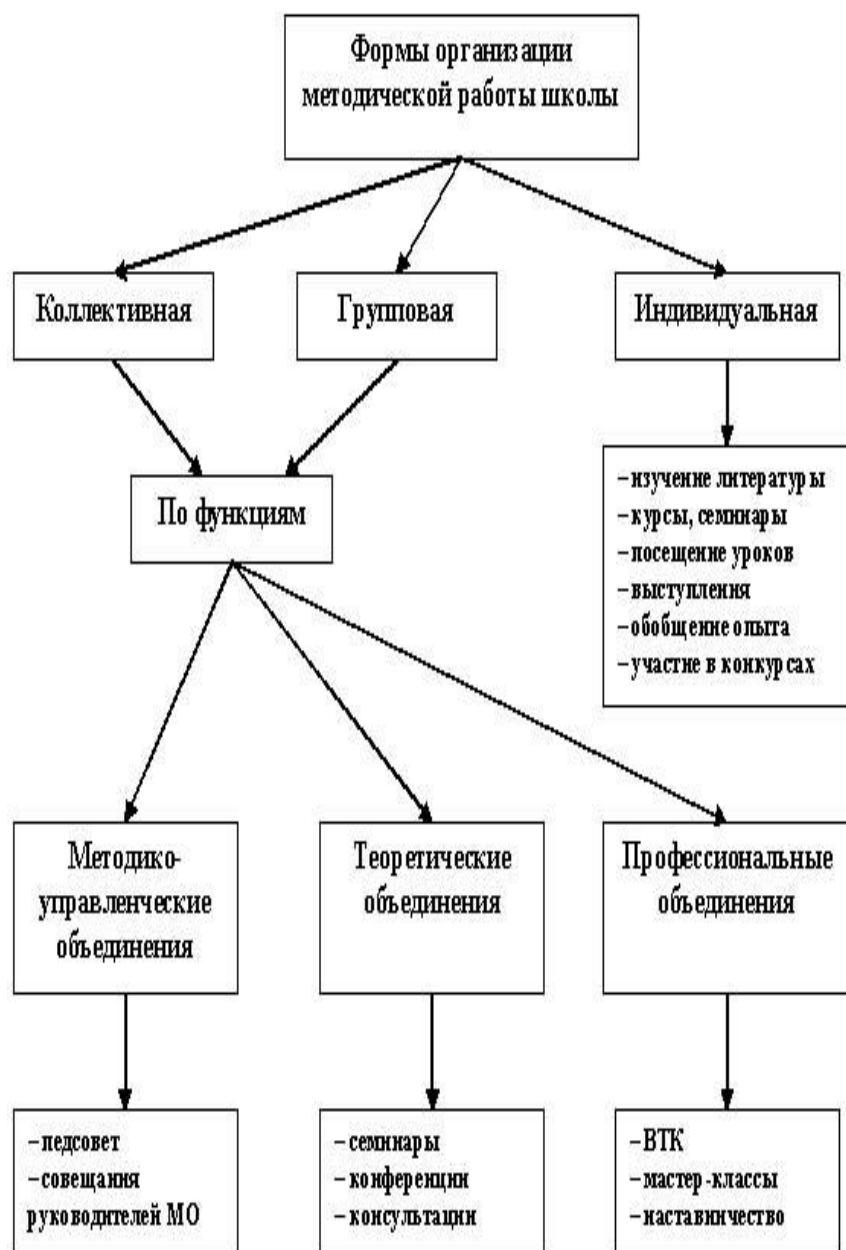 Формы организации
методической работы школы
Коллективная
Групповая
Индивидуальная
По функциям
–изучение литературы
–курсы, семинары
–посещение уроков
–выступления
–обобщение опыта
–участие в конкурсах
Методико-
управленческие
объединения
Теоретические
объединения
Профессиональные
объединения
–педсовет
–совещания
руководителей МО
–семинары
–конференции
–консультации
–ВТК
–мастер-классы
–наставничество